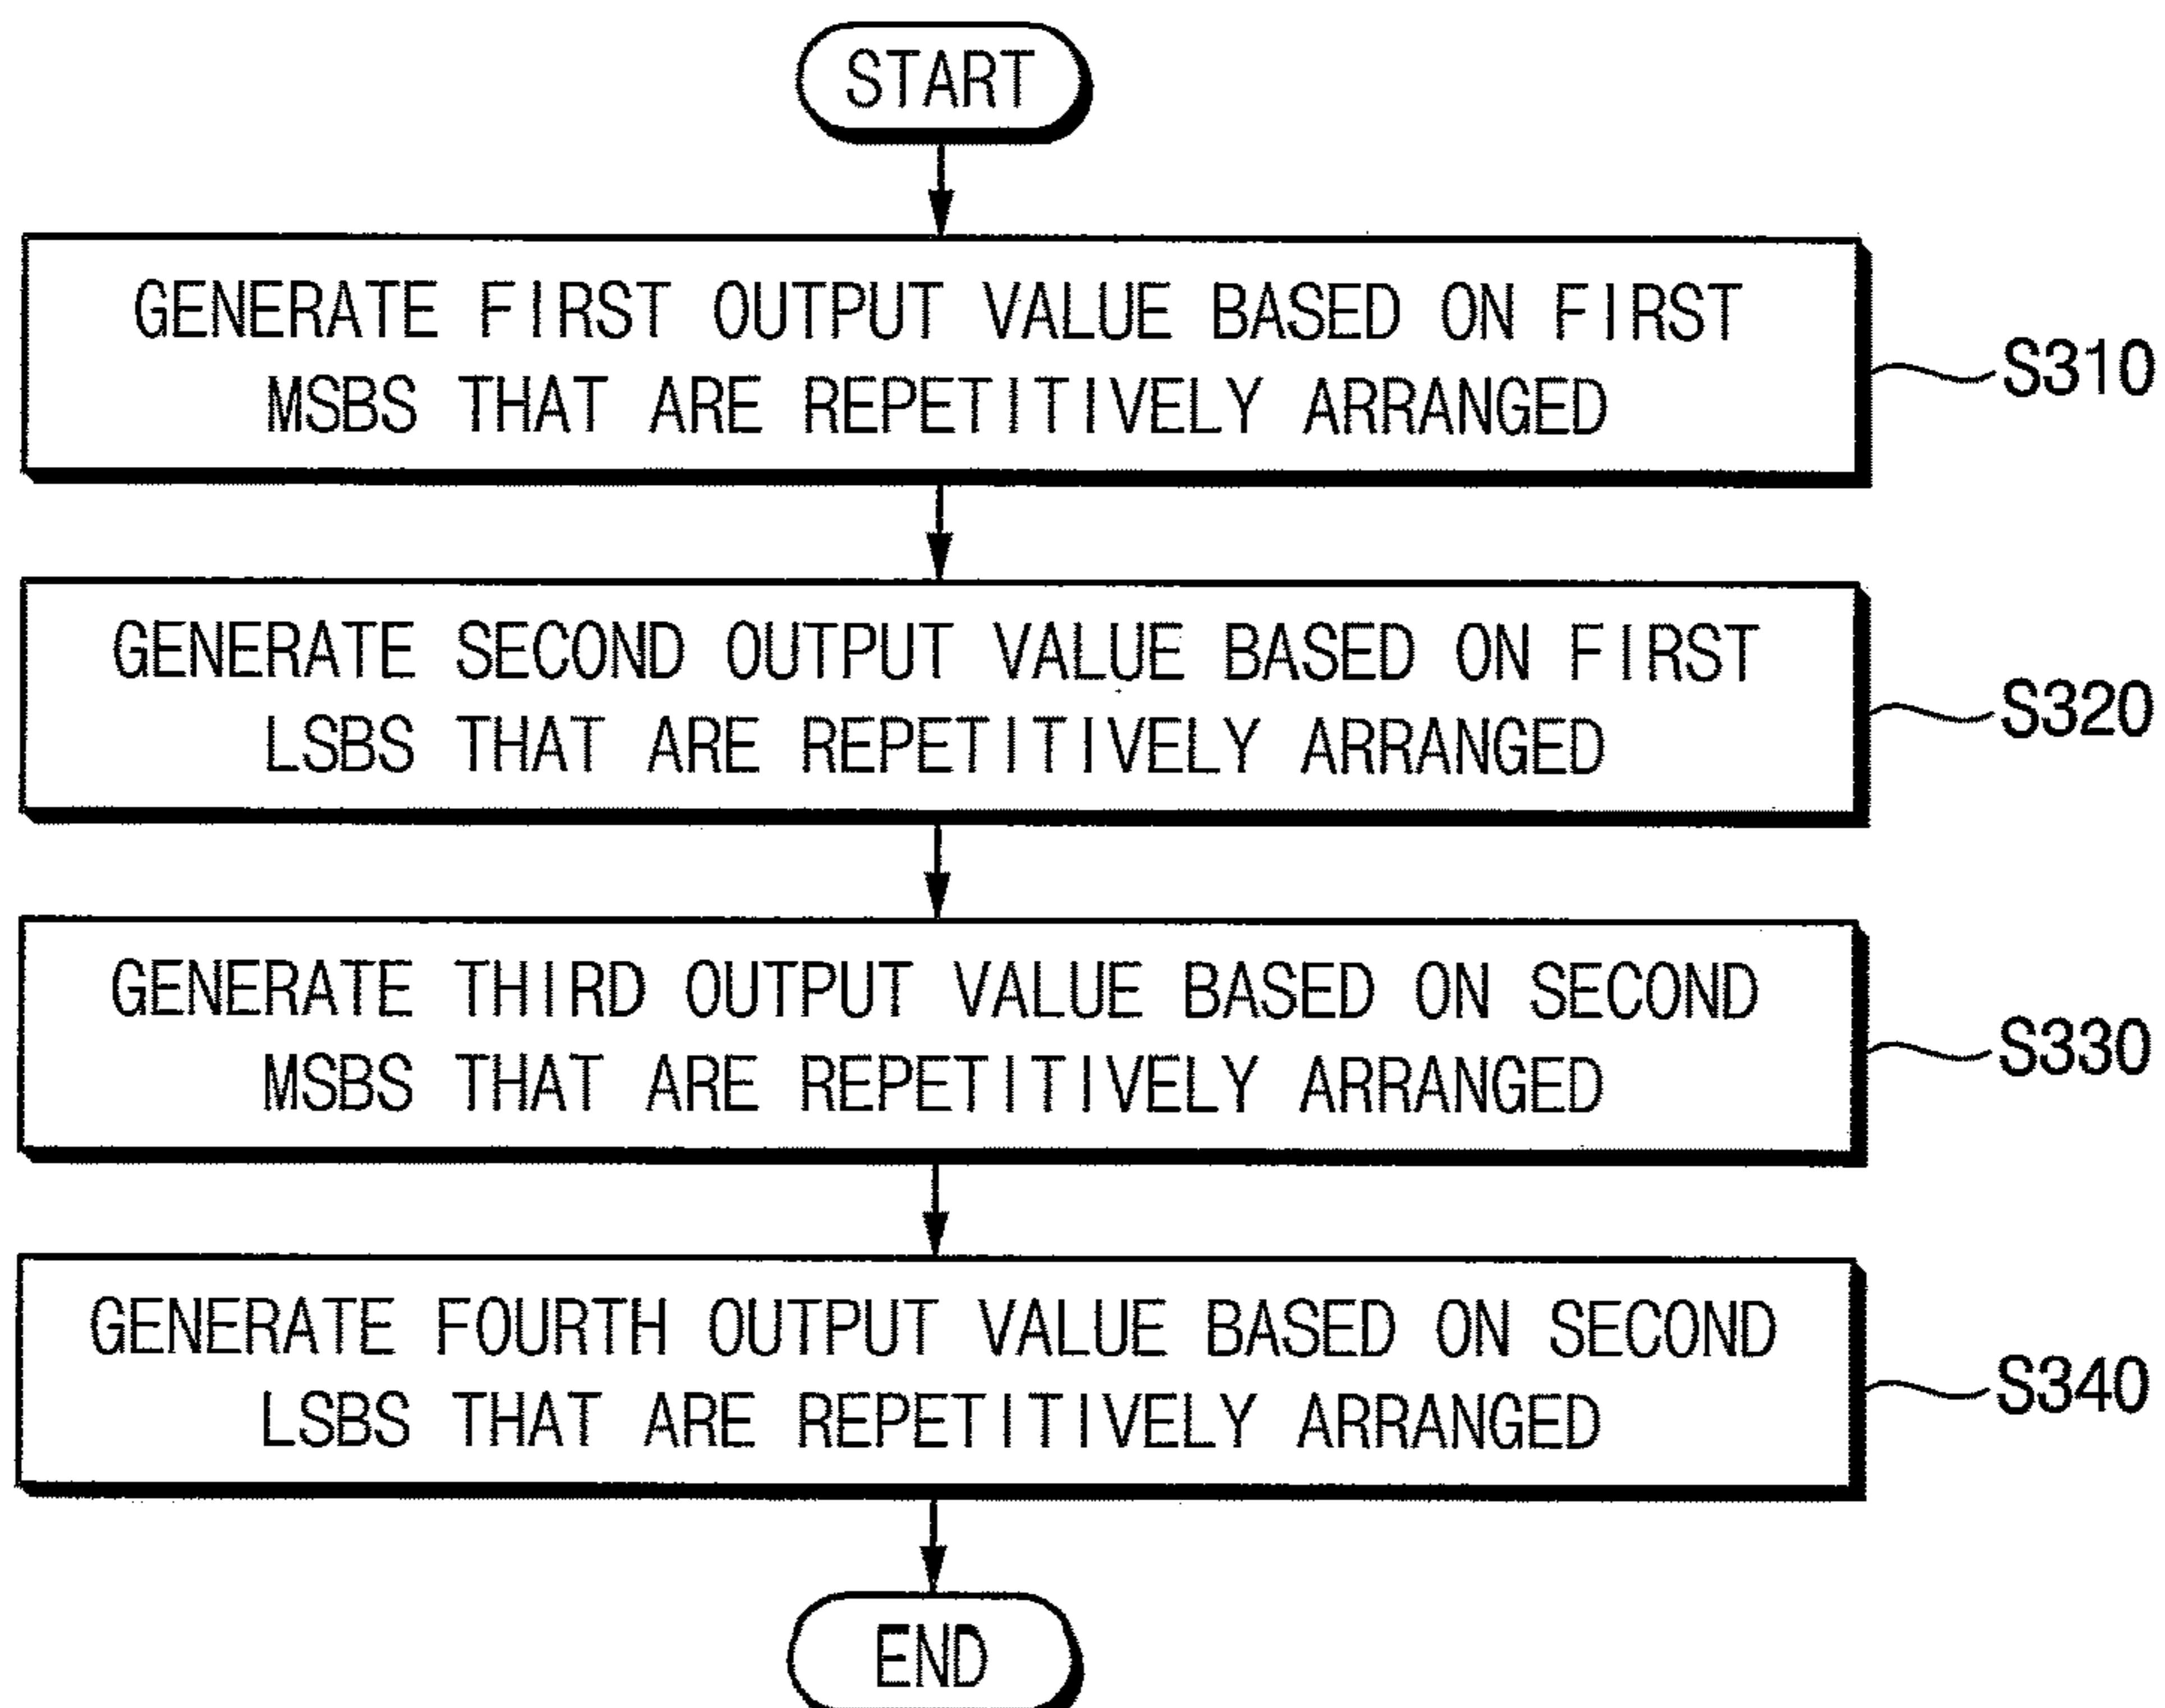 START
GENERATE FIRST OUTPUT VALUE BASED ON FIRST
MSBS THAT ARE REPETITIVELY ARRANGED
S310
GENERATE SECOND OUTPUT VALUE BASED ON FIRST
LSBS THAT ARE REPETITIVELY ARRANGED
S320
GENERATE THIRD OUTPUT VALUE BASED ON SECOND
MSBS THAT ARE REPETITIVELY ARRANGED
S330
GENERATE FOURTH OUTPUT VALUE BASED ON SECOND
LSBS THAT ARE REPETITIVELY ARRANGED
S340
END